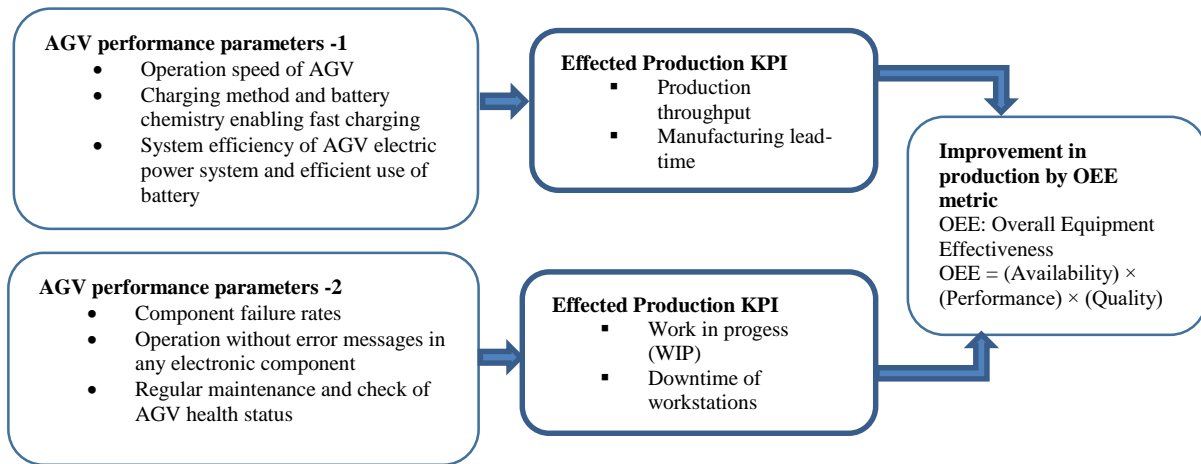 AGV performance parameters -1
• Operation speed of AGV
• Charging method and battery
chemistry enabling fast charging
• System efficiency of AGV electric
power system and efficient use of
battery
Effected Production KPI
▪ Production
throughput
▪ Manufacturing lead-
time
AGV performance parameters -2
• Component failure rates
• Operation without error messages in
any electronic component
• Regular maintenance and check of
AGV health status
Effected Production KPI
▪ Work in progess
(WIP)
▪ Downtime of
workstations
Improvement in
production by OEE
metric
OEE: Overall Equipment
Effectiveness
OEE = (Availability) ×
(Performance) × (Quality)